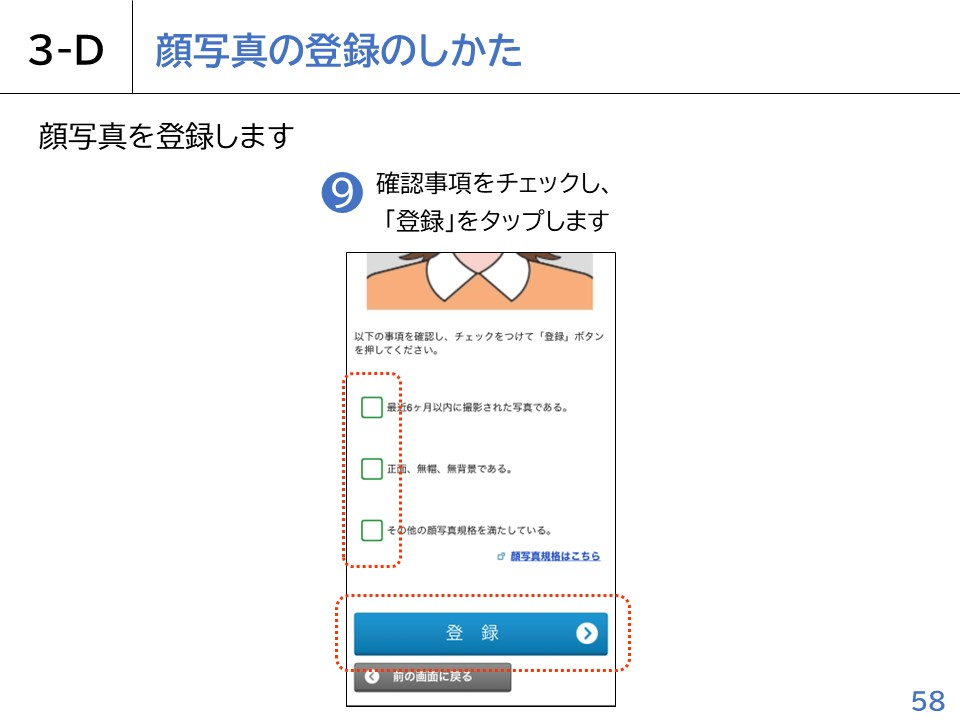 3-D
顔写真の登録のしかた
顔写真を登録します
9
確認事項をチェックし、
「登録」をタップします
以下の事項を確認し、チェックをつけて「登録」ボタン
を押してください。
最近6ヶ月以内に撮影された写真である。
正面、無帽、無背景である。
その他の顔写真規格を満たしている。
顔写真規格はこちら
登 録
前の画面に戻る
58